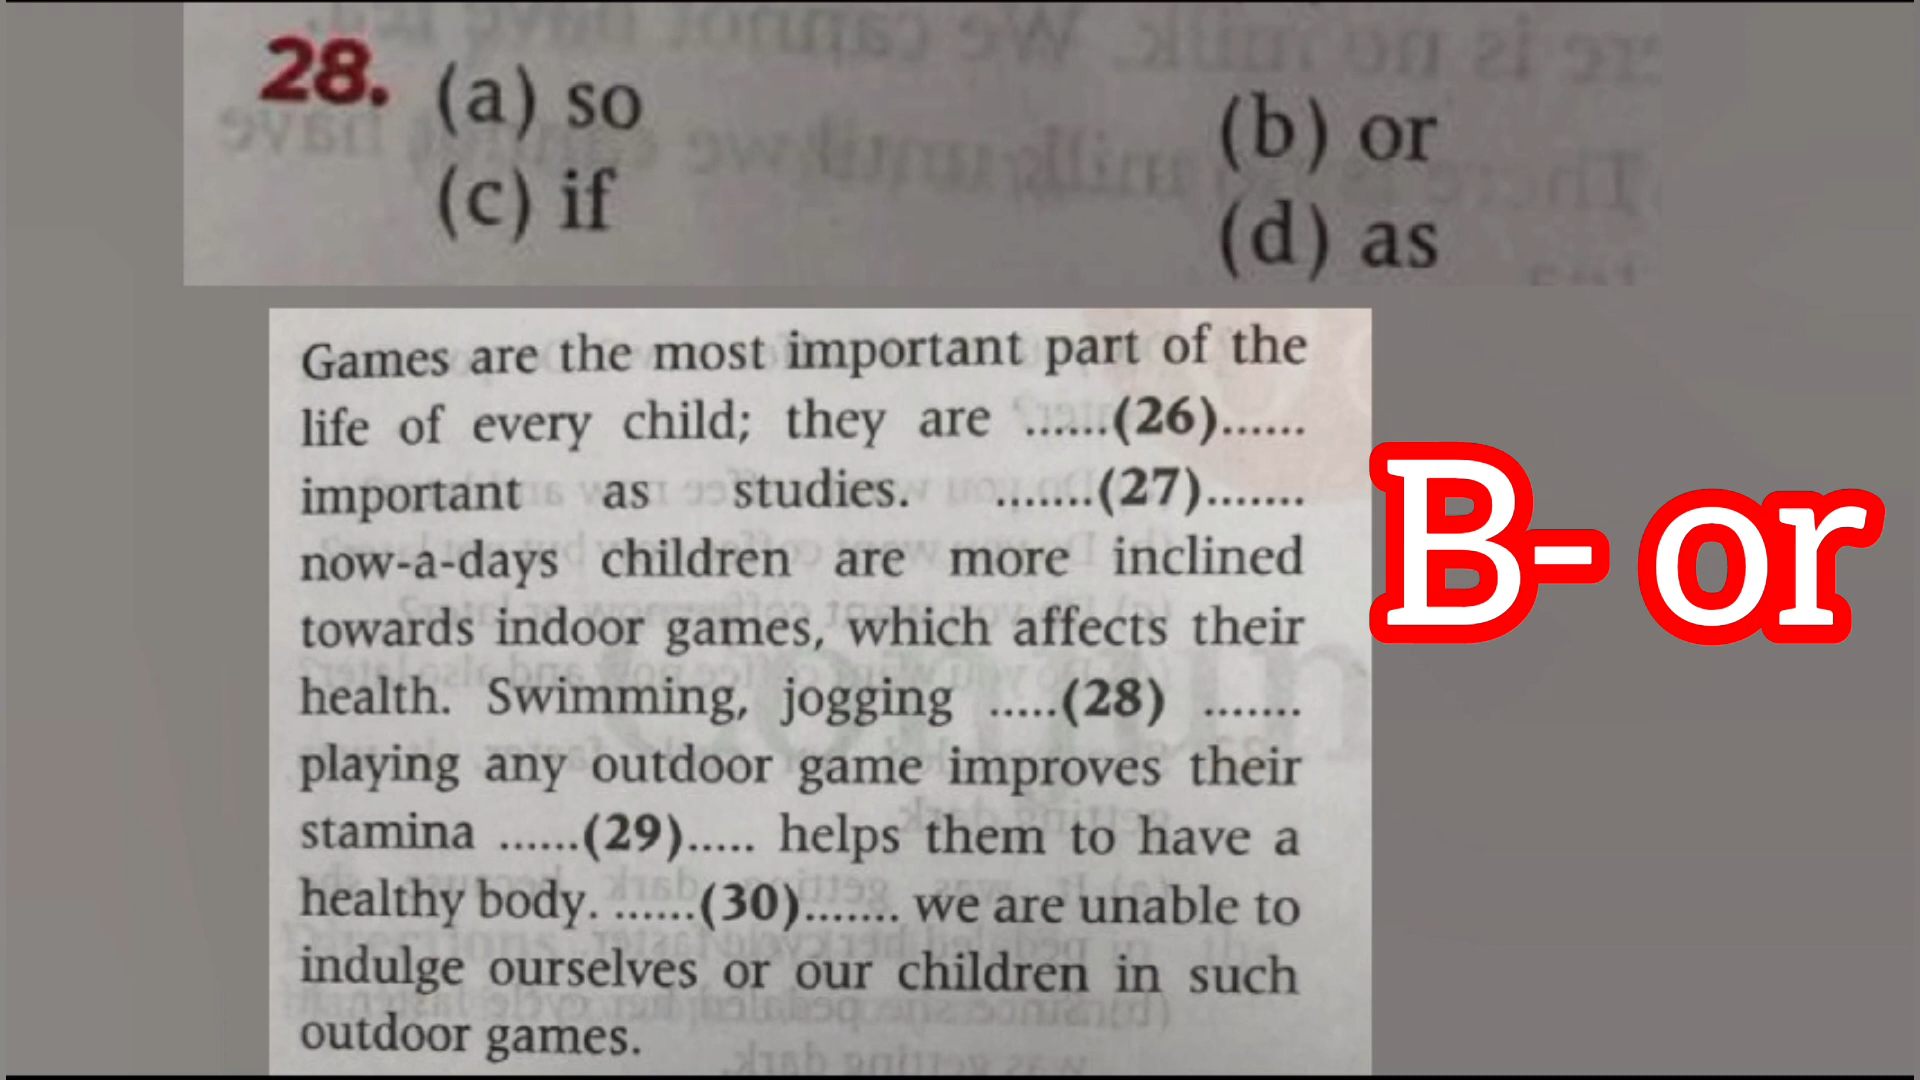 28. (a) so (b) or
(c) if (d) as
Games are the most important part of the
life of every child; they are ......(26)......
important as studies. .......(27).......
now-a-days children are more inclined
towards indoor games, which affects their
health. Swimming, jogging .....(28) .......
playing any outdoor game improves their
stamina ......(29)..... helps them to have a
healthy body. ......(30)....... we are unable to
indulge ourselves or our children in such
outdoor games.
B- or